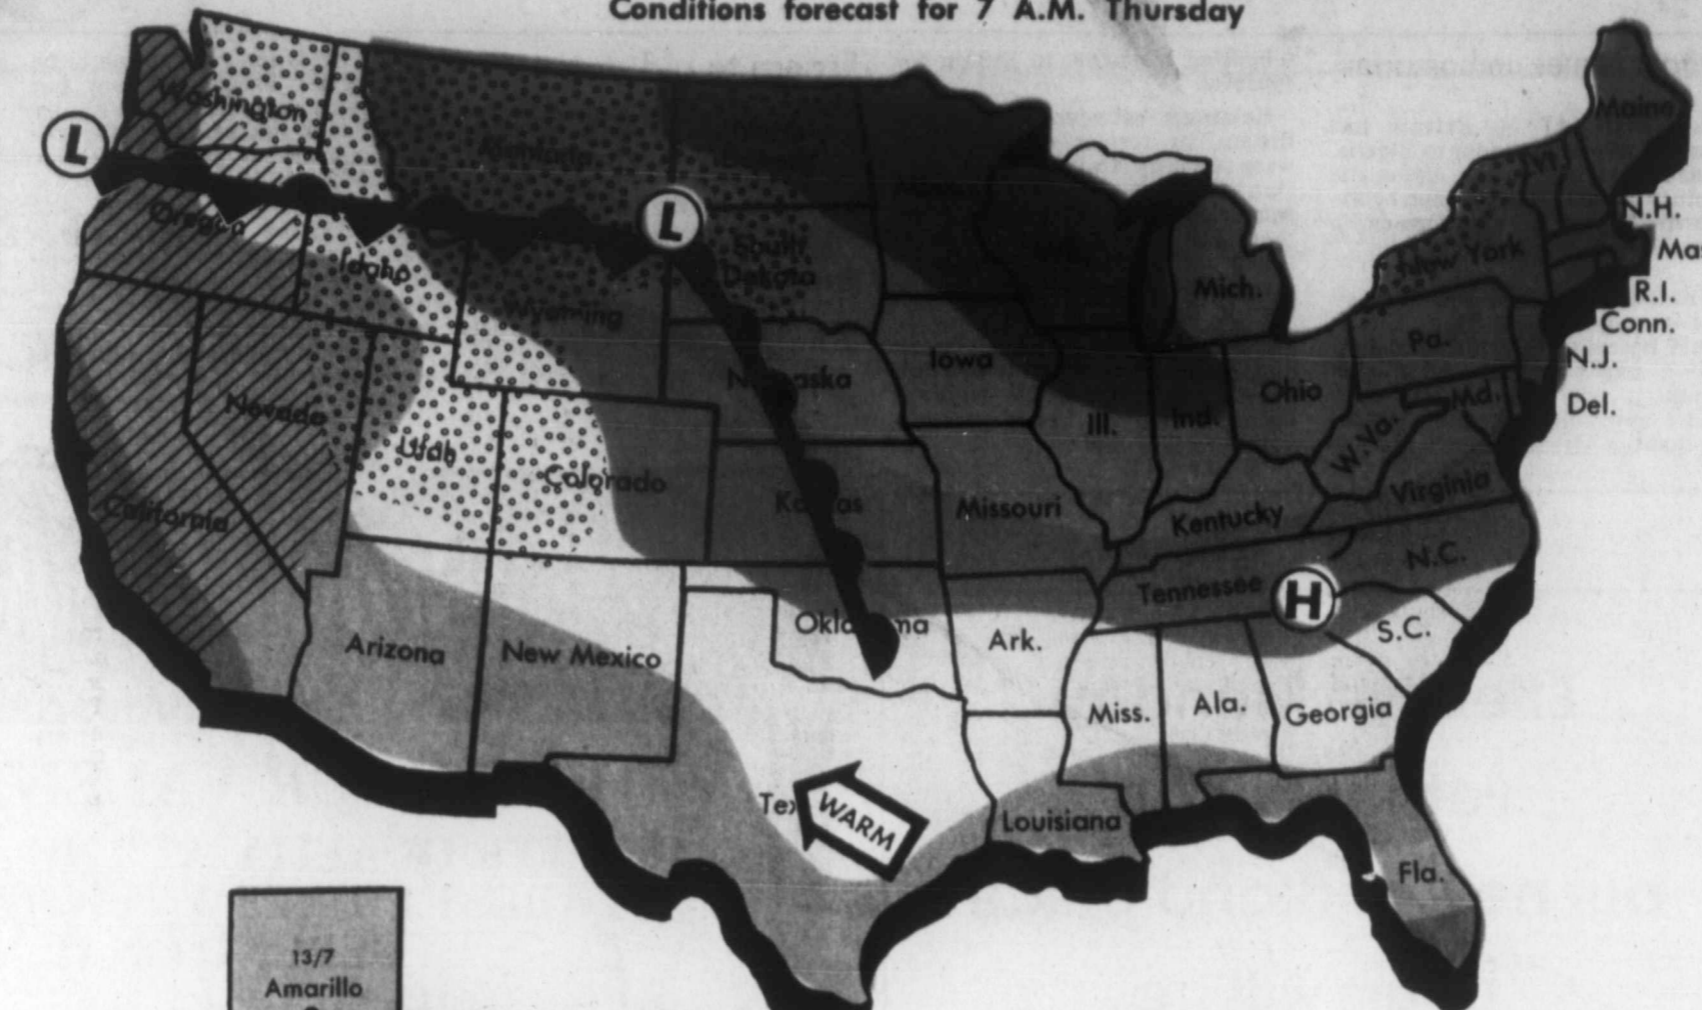 Conditions forecast for 7 A.M. Thursday
Washington
Maine
L
Montana
Vt.
N.H.
Oregon
L
Idaho
South
Dakota
New York
Mich.
R.I.
Wyoming
Conn.
Pa.
Iowa
N.J.
Nevada
Ohio
Md.
Del.
Utah
Colorado
Ill.
Ind.
W.Va.
California
Missouri
Kentucky
Virginia
N.C.
Tennessee
H
Arizona
New Mexico
Ark.
S.C.
Miss.
Ala.
Georgia
WARM
Louisiana
Fla.
13/7
Amarillo